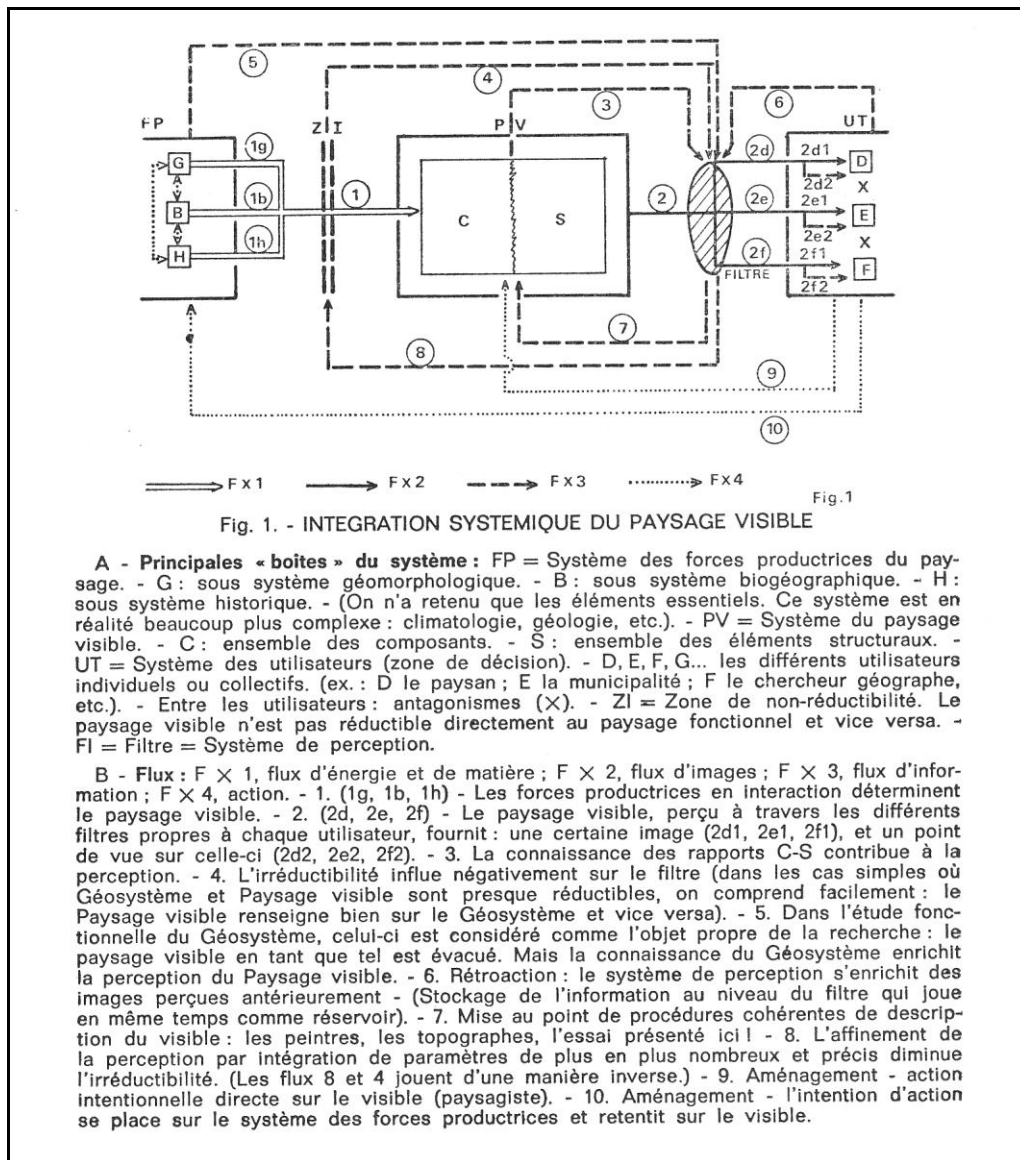 5
4
3
6
FP
Z I
P V
UT
G
1g
2d
2d1
D
2d2
X
B
1b
1
C
S
2
2e
2e1
E
2e2
X
H
1h
2f
2f1
F
FILTRE
2f2
7
8
9
10
F x 1
F x 2
F x 3
F x 4
Fig.1
Fig. 1. - INTEGRATION SYSTEMIQUE DU PAYSAGE VISIBLE
A - Principales « boîtes » du système : FP = Système des forces productrices du pay-
sage. - G : sous système géomorphologique. - B : sous système biogéographique. - H :
sous système historique. - (On n'a retenu que les éléments essentiels. Ce système est en
réalité beaucoup plus complexe : climatologie, géologie, etc.). - PV = Système du paysage
visible. - C : ensemble des composants. - S : ensemble des éléments structuraux. -
UT = Système des utilisateurs (zone de décision). - D, E, F, G... les différents utilisateurs
individuels ou collectifs. (ex. : D le paysan ; E la municipalité ; F le chercheur géographe,
etc.). - Entre les utilisateurs : antagonismes (X). - ZI = Zone de non-réductibilité. Le
paysage visible n'est pas réductible directement au paysage fonctionnel et vice versa. -
FI = Filtre = Système de perception.
B - Flux : F X 1, flux d'énergie et de matière ; F X 2, flux d'images ; F X 3, flux d'infor-
mation ; F X 4, action. - 1. (1g, 1b, 1h) - Les forces productrices en interaction déterminent
le paysage visible. - 2. (2d, 2e, 2f) - Le paysage visible, perçu à travers les différents
filtres propres à chaque utilisateur, fournit : une certaine image (2d1, 2e1, 2f1), et un point
de vue sur celle-ci (2d2, 2e2, 2f2). - 3. La connaissance des rapports C-S contribue à la
perception. - 4. L'irréductibilité influe négativement sur le filtre (dans les cas simples où
Géosystème et Paysage visible sont presque réductibles, on comprend facilement : le
Paysage visible renseigne bien sur le Géosystème et vice versa). - 5. Dans l'étude fonc-
tionnelle du Géosystème, celui-ci est considéré comme l'objet propre de la recherche : le
paysage visible en tant que tel est évacué. Mais la connaissance du Géosystème enrichit
la perception du Paysage visible. - 6. Rétroaction : le système de perception s'enrichit des
images perçues antérieurement - (Stockage de l'information au niveau du filtre qui joue
en même temps comme réservoir). - 7. Mise au point de procédures cohérentes de descrip-
tion du visible : les peintres, les topographes, l'essai présenté ici ! - 8. L'affinement de
la perception par intégration de paramètres de plus en plus nombreux et précis diminue
l'irréductibilité. (Les flux 8 et 4 jouent d'une manière inverse.) - 9. Aménagement - action
intentionnelle directe sur le visible (paysagiste). - 10. Aménagement - l'intention d'action
se place sur le système des forces productrices et retentit sur le visible.